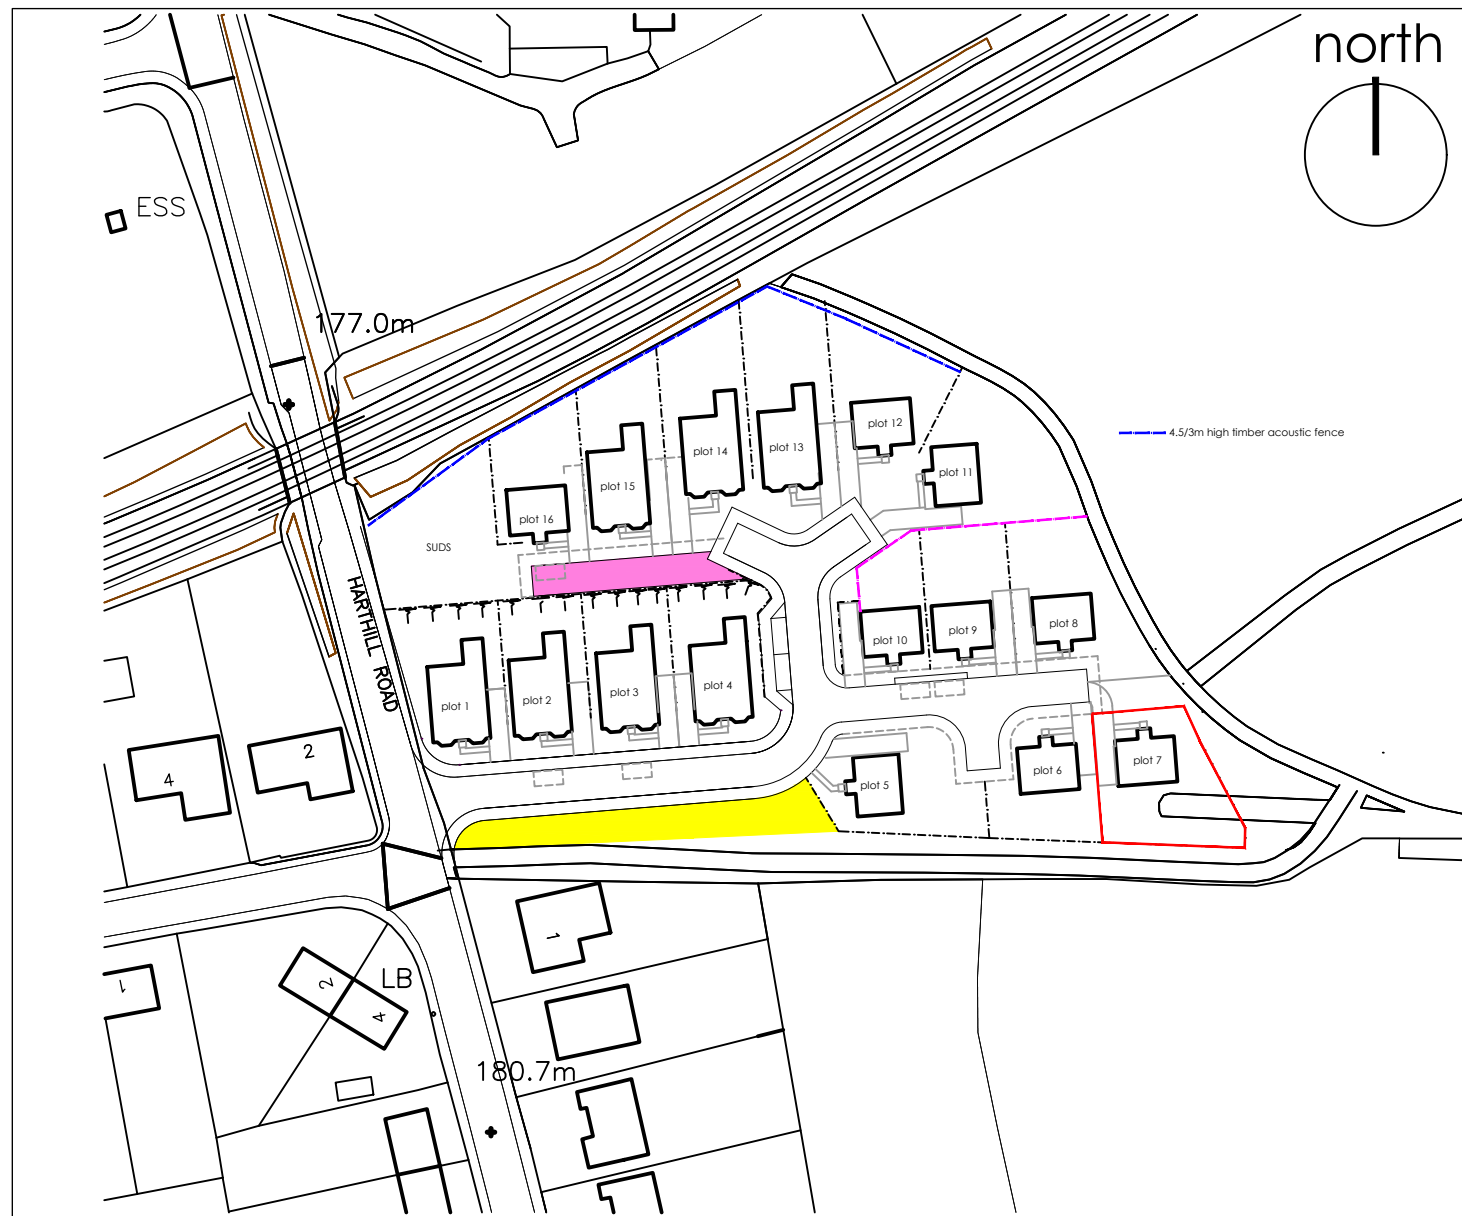 north
ESS
177.0m
4.5/3m high timber acoustic fence
plot 12
plot 14
plot 13
plot 11
plot 15
plot 16
SUDS
HARTHILL ROAD
plot 10
plot 9
plot 8
plot 1
plot 2
plot 3
plot 4
4
2
plot 5
plot 6
plot 7
1
1
2
4
LB
180.7m